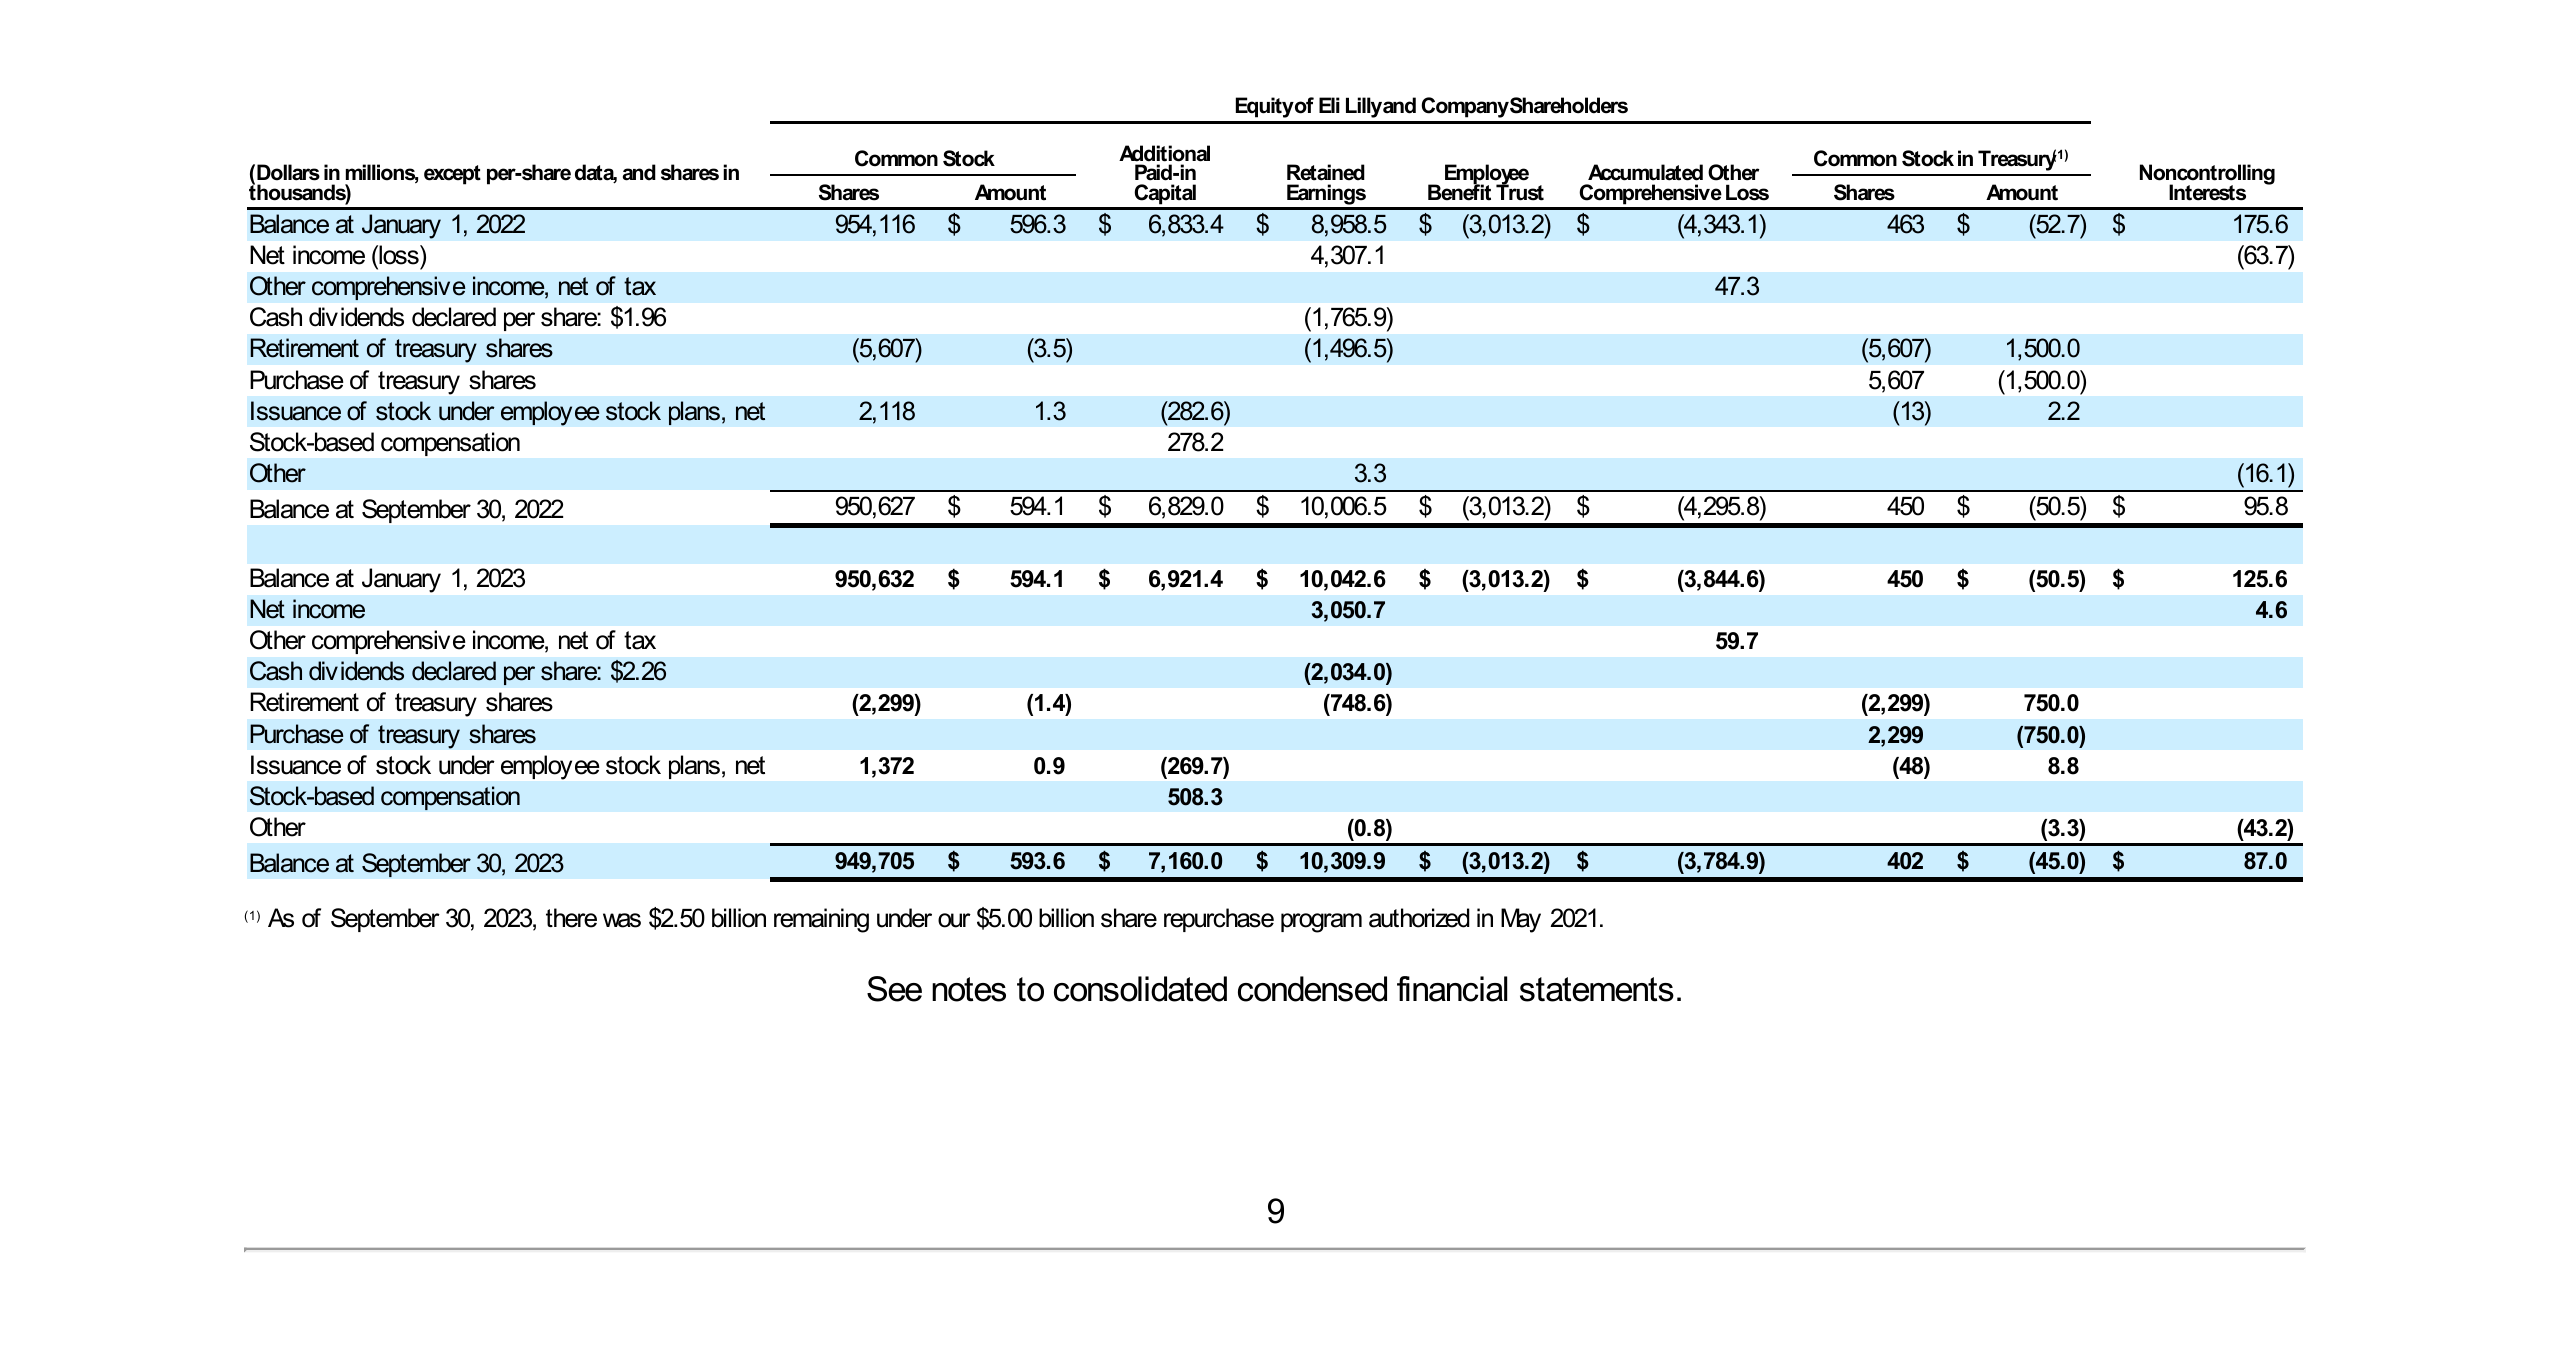 Equity of Eli Lilly and Company Shareholders
(Dollars in millions, except per-share data, and shares in thousands) Common Stock Additional Paid-in Capital Retained Earnings Employee Benefit Trust Accumulated Other Comprehensive Loss Common Stock in Treasury(1) Noncontrolling Interests
Shares Amount Shares Amount
Balance at January 1, 2022 954,116 $ 596.3 $ 6,833.4 $ 8,958.5 $ (3,013.2) $ (4,343.1) 463 $ (52.7) $ 175.6
Net income (loss) 4,307.1 (63.7)
Other comprehensive income, net of tax 47.3
Cash dividends declared per share: $1.96 (1,765.9)
Retirement of treasury shares (5,607) (3.5) (1,496.5) (5,607) 1,500.0
Purchase of treasury shares 5,607 (1,500.0)
Issuance of stock under employee stock plans, net 2,118 1.3 (282.6) (13) 2.2
Stock-based compensation 278.2
Other 3.3 (16.1)
Balance at September 30, 2022 950,627 $ 594.1 $ 6,829.0 $ 10,006.5 $ (3,013.2) $ (4,295.8) 450 $ (50.5) $ 95.8
Balance at January 1, 2023 950,632 $ 594.1 $ 6,921.4 $ 10,042.6 $ (3,013.2) $ (3,844.6) 450 $ (50.5) $ 125.6
Net income 3,050.7 4.6
Other comprehensive income, net of tax 59.7
Cash dividends declared per share: $2.26 (2,034.0)
Retirement of treasury shares (2,299) (1.4) (748.6) (2,299) 750.0
Purchase of treasury shares 2,299 (750.0)
Issuance of stock under employee stock plans, net 1,372 0.9 (269.7) (48) 8.8
Stock-based compensation 508.3
Other (0.8) (3.3) (43.2)
Balance at September 30, 2023 949,705 $ 593.6 $ 7,160.0 $ 10,309.9 $ (3,013.2) $ (3,784.9) 402 $ (45.0) $ 87.0
(1) As of September 30, 2023, there was $2.50 billion remaining under our $5.00 billion share repurchase program authorized in May 2021.
See notes to consolidated condensed financial statements.
9